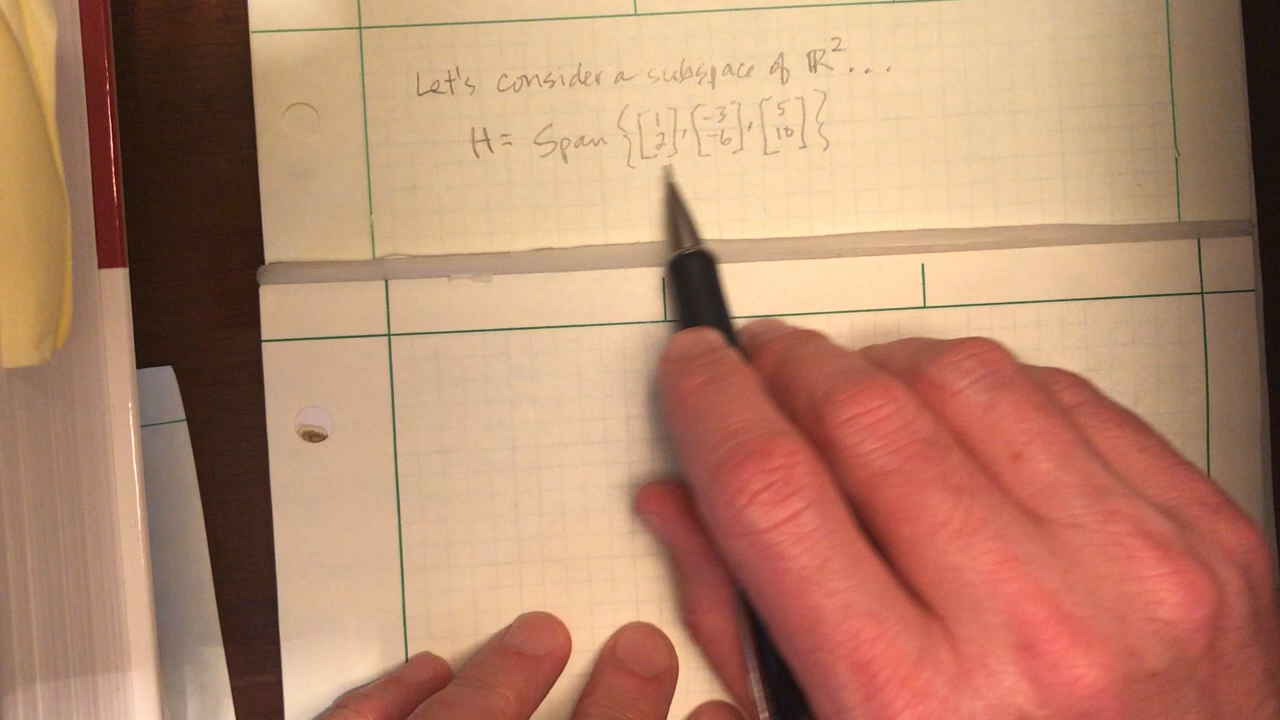 Let's consider a subspace of ℝ² ...
H = Span {[1 2], [-3 -6], [5 10]}